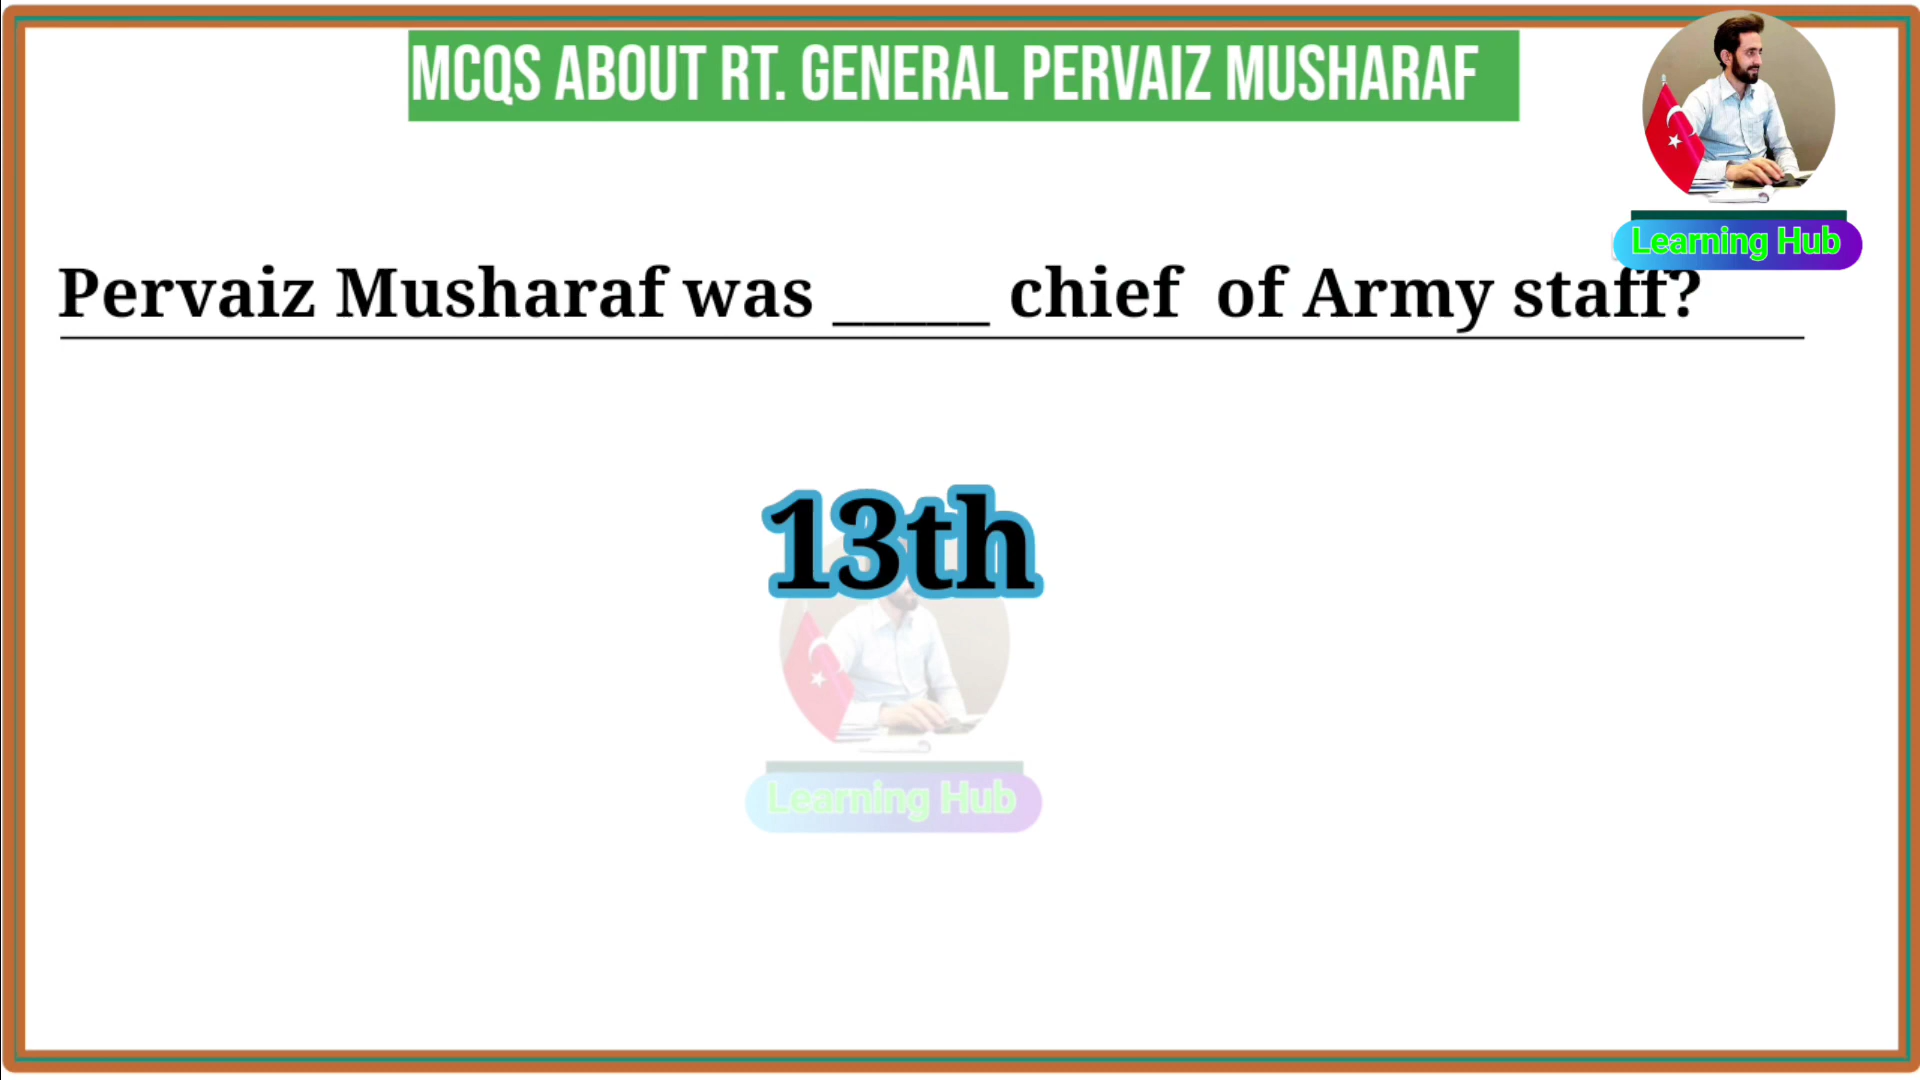 MCQS ABOUT RT. GENERAL PERVAIZ MUSHARAF
Learning Hub
Pervaiz Musharaf was _____ chief of Army staff?
13th
Learning Hub